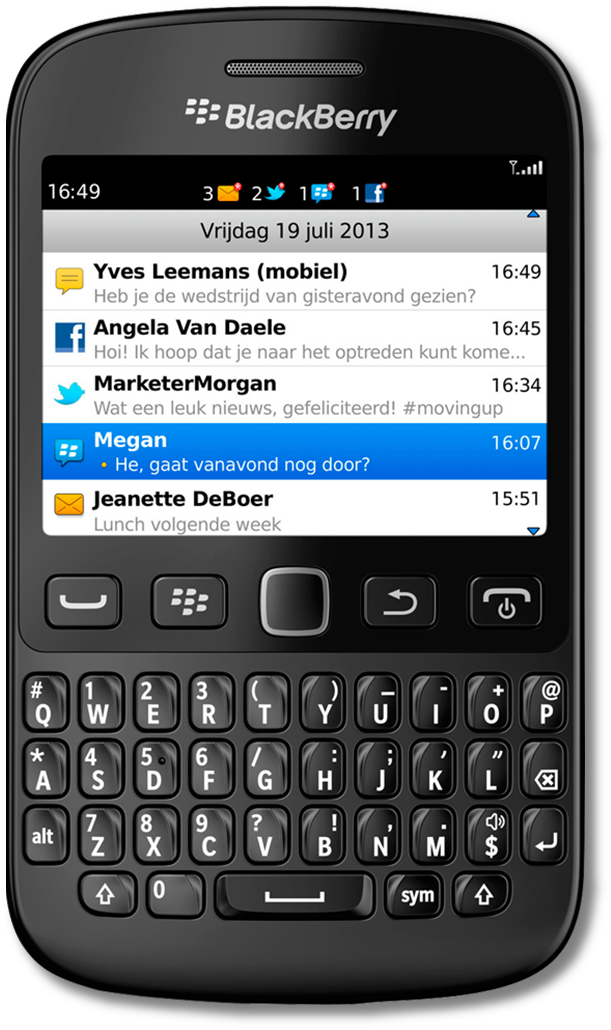 BlackBerry
16:49 3 2 1 1
Vrijdag 19 juli 2013
Yves Leemans (mobiel) 16:49
Heb je de wedstrijd van gisteravond gezien?
Angela Van Daele 16:45
Hoi! Ik hoop dat je naar het optreden kunt kome...
MarketerMorgan 16:34
Wat een leuk nieuws, gefeliciteerd! #movingup
Megan 16:07
He, gaat vanavond nog door?
Jeanette DeBoer 15:51
Lunch volgende week
# 1 2 3 ( ) _ - + @
Q W E R T Y U I O P
* 4 5 6 / : ; ' "
A S D F G H J K L
alt 7 8 9 ? ! , .
Z X C V B N M $
0 sym